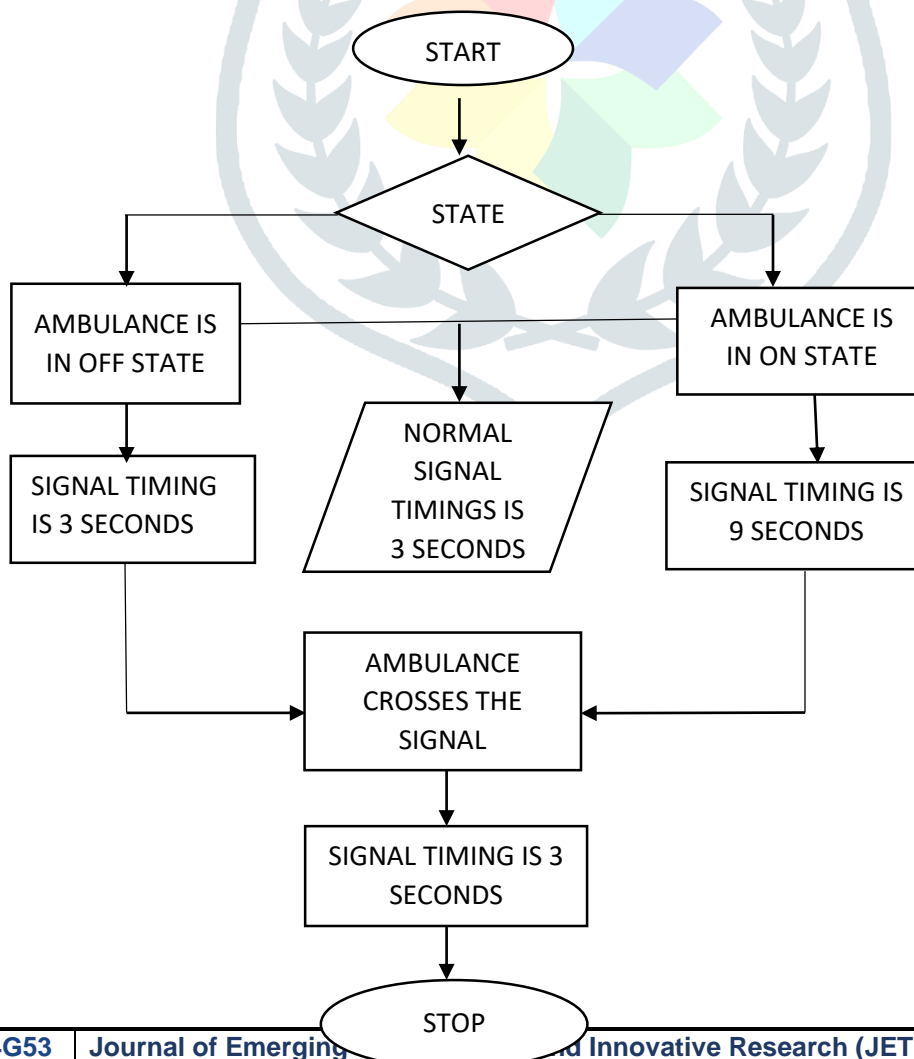 START
STATE
AMBULANCE IS
IN OFF STATE
AMBULANCE IS
IN ON STATE
SIGNAL TIMING
IS 3 SECONDS
NORMAL
SIGNAL
TIMINGS IS
3 SECONDS
SIGNAL TIMING IS
9 SECONDS
AMBULANCE
CROSSES THE
SIGNAL
SIGNAL TIMING IS 3
SECONDS
STOP
G53 Journal of Emerging Innovative Research (JET